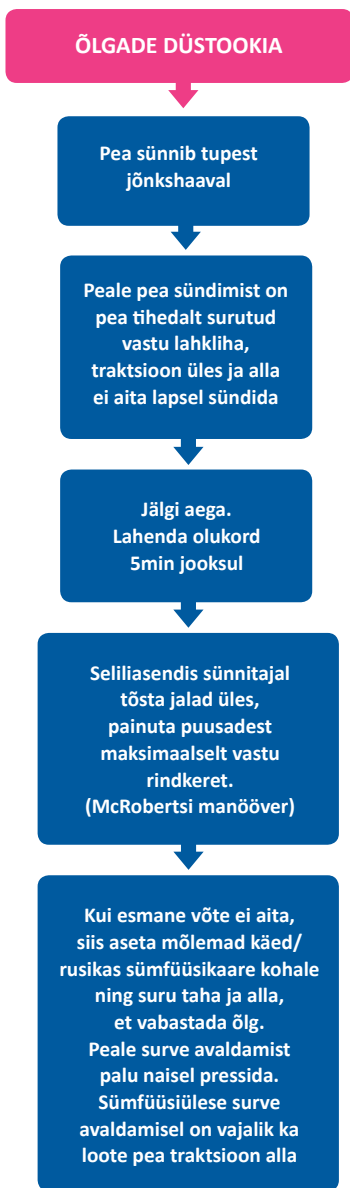 ÕLGADE DÜSTOOKIA
Pea sünnib tupest
jõnkshaaval
Peale pea sündimist on
pea tihedalt surutud
vastu lahkliha,
traktsioon üles ja alla
ei aita lapsel sündida
Jälgi aega.
Lahenda olukord
5min jooksul
Seliliasendis sünnitajal
tõsta jalad üles,
painuta puusadest
maksimaalselt vastu
rindkeret.
(McRobertsi manööver)
Kui esmane võte ei aita,
siis aseta mõlemad käed/
rusikas sümfüüsikaare kohale
ning suru taha ja alla,
et vabastada õlg.
Peale surve avaldamist
palu naisel pressida.
Sümfüüsiülese surve
avaldamisel on vajalik ka
loote pea traktsioon alla